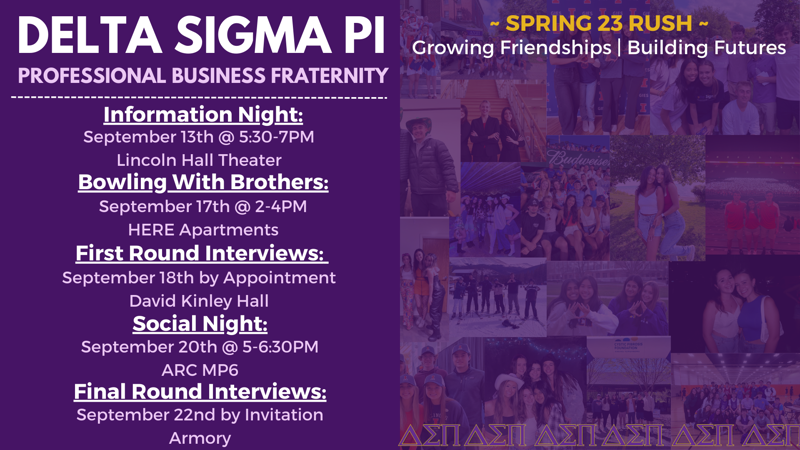 DELTA SIGMA PI
PROFESSIONAL BUSINESS FRATERNITY
Information Night:
September 13th @ 5:30-7PM
Lincoln Hall Theater
Bowling With Brothers:
September 17th @ 2-4PM
HERE Apartments
First Round Interviews:
September 18th by Appointment
David Kinley Hall
Social Night:
September 20th @ 5-6:30PM
ARC MP6
Final Round Interviews:
September 22nd by Invitation
Armory
~ SPRING 23 RUSH ~
Growing Friendships | Building Futures
Budweiser
ΔΣΠ ΔΣΠ ΔΣΠ ΔΣΠ ΔΣΠ ΔΣΠ